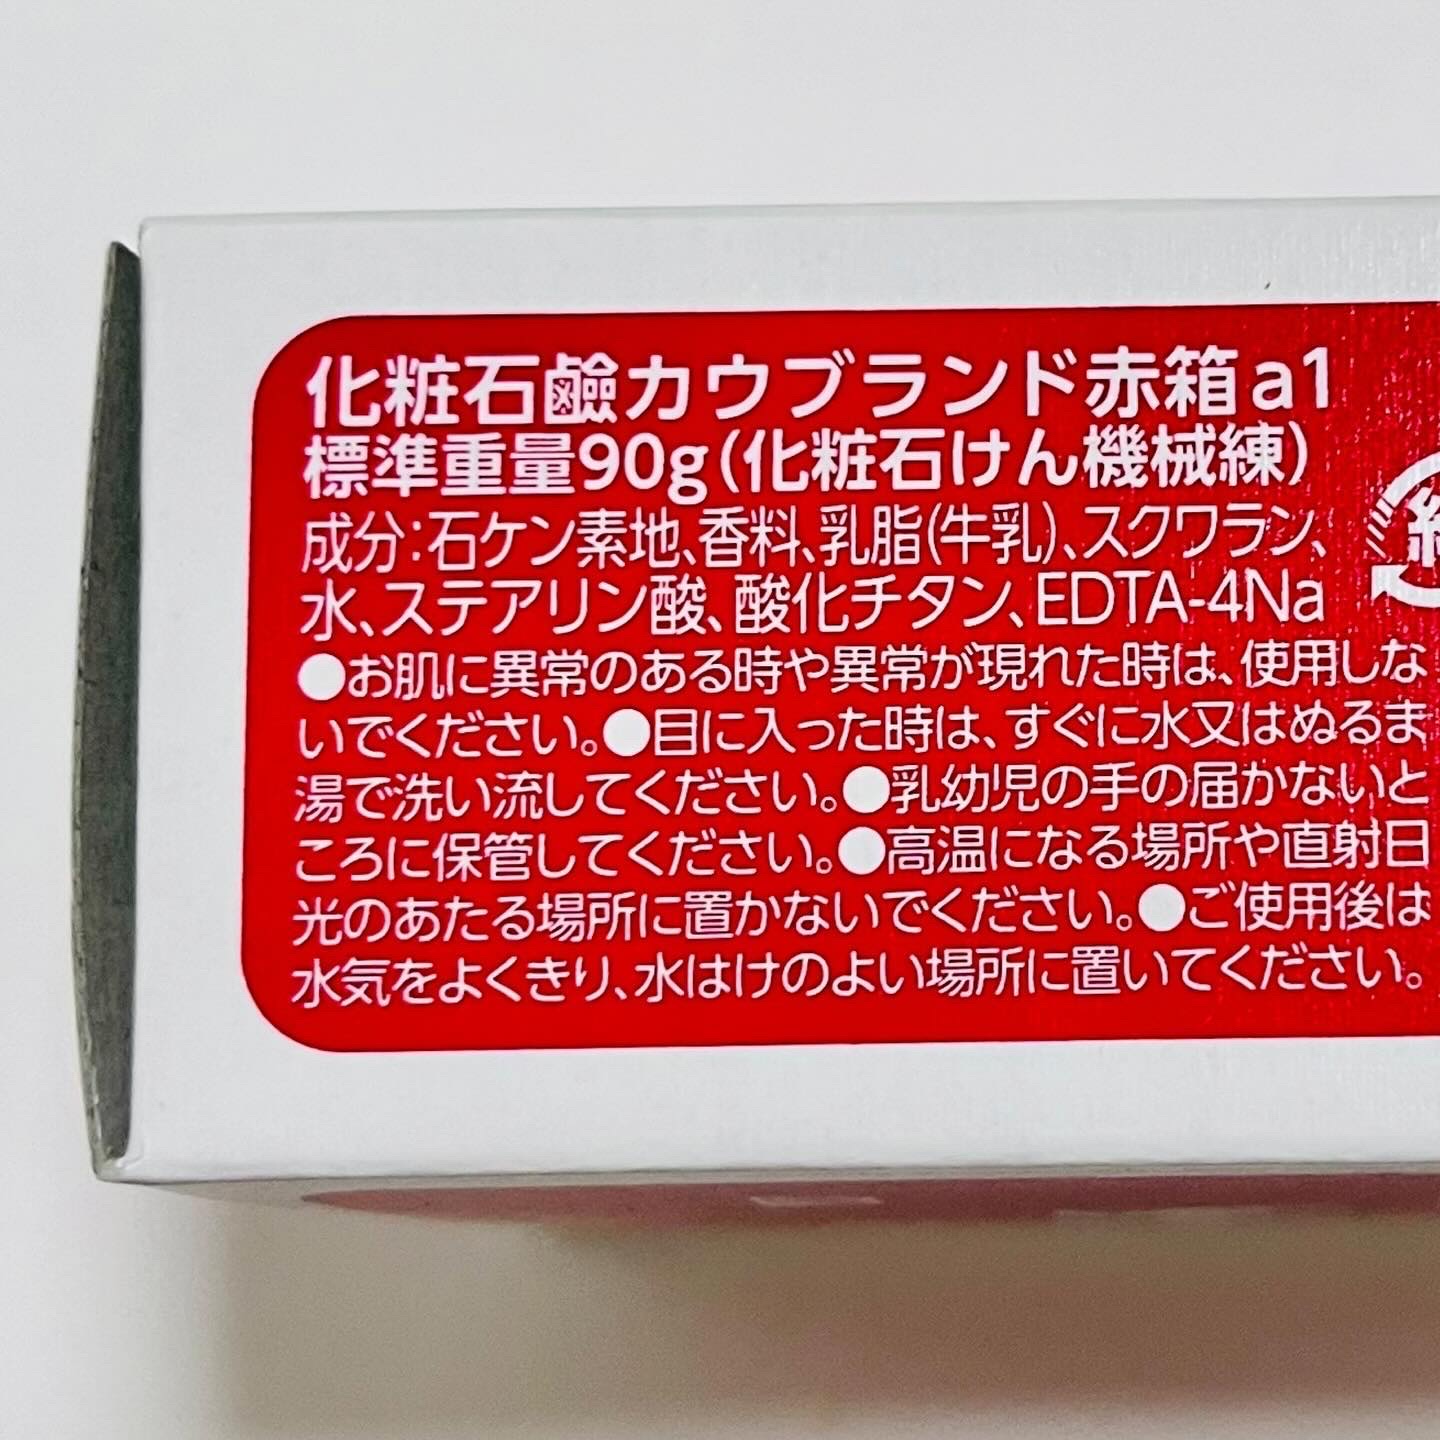 化粧石鹼カウブランド赤箱a1
標準重量90g(化粧石けん機械練)
成分:石ケン素地、香料、乳脂(牛乳)、スクワラン、
水、ステアリン酸、酸化チタン、EDTA-4Na
●お肌に異常のある時や異常が現れた時は、使用しな
いでください。●目に入った時は、すぐに水又はぬるま
湯で洗い流してください。●乳幼児の手の届かないと
ころに保管してください。●高温になる場所や直射日
光のあたる場所に置かないでください。●ご使用後は
水気をよくきり、水はけのよい場所に置いてください。